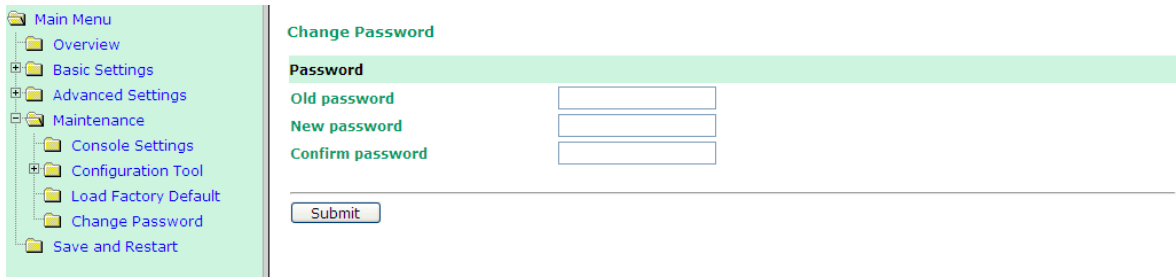 Main Menu
Overview
Basic Settings
Advanced Settings
Maintenance
Console Settings
Configuration Tool
Load Factory Default
Change Password
Save and Restart
Change Password
Password
Old password
New password
Confirm password
Submit